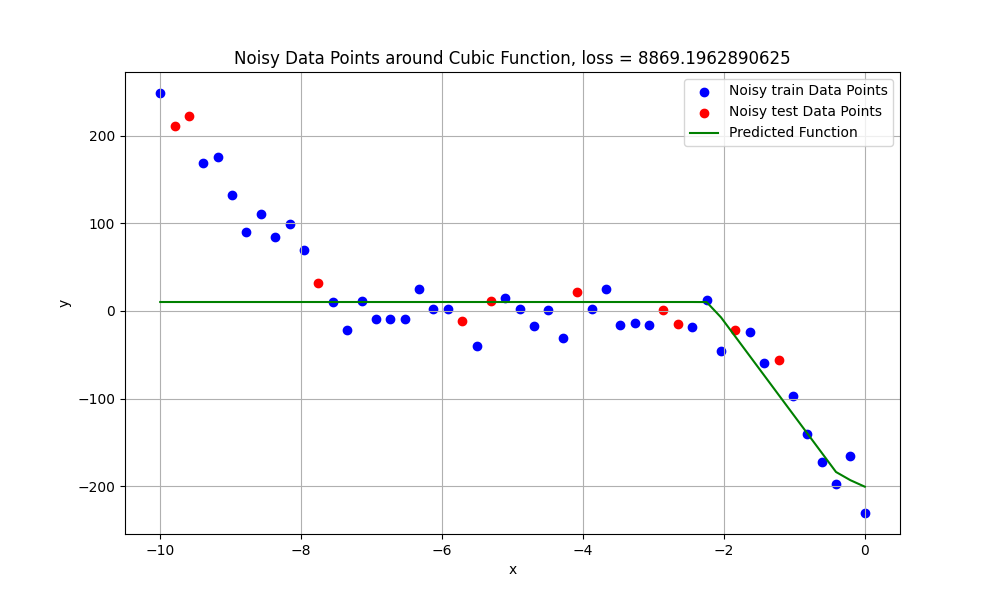 Noisy Data Points around Cubic Function, loss = 8869.1962890625
Noisy train Data Points
Noisy test Data Points
Predicted Function
y
200
100
0
−100
−200
−10
−8
−6
−4
−2
0
x